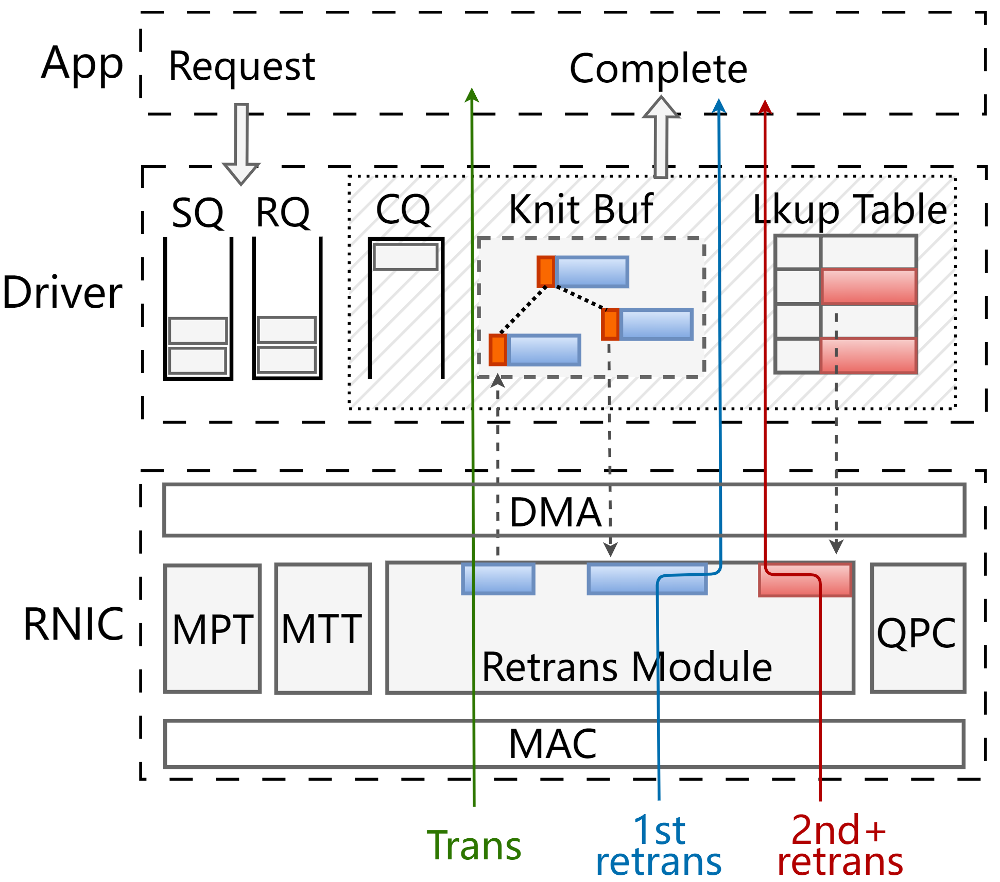 App
Request
Complete
Driver
SQ
RQ
CQ
Knit Buf
Lkup Table
RNIC
DMA
MPT
MTT
Retrans Module
QPC
MAC
Trans
1st
retrans
2nd+
retrans